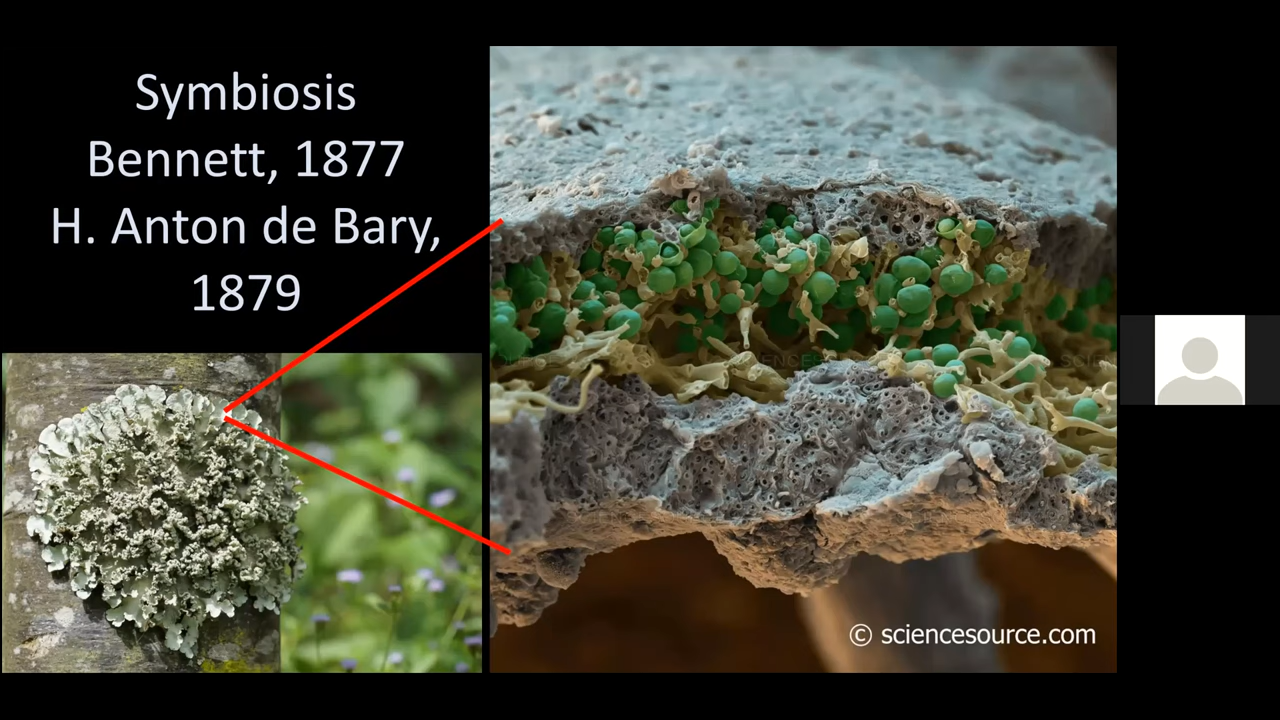 Symbiosis
Bennett, 1877
H. Anton de Bary,
1879
© sciencesource.com